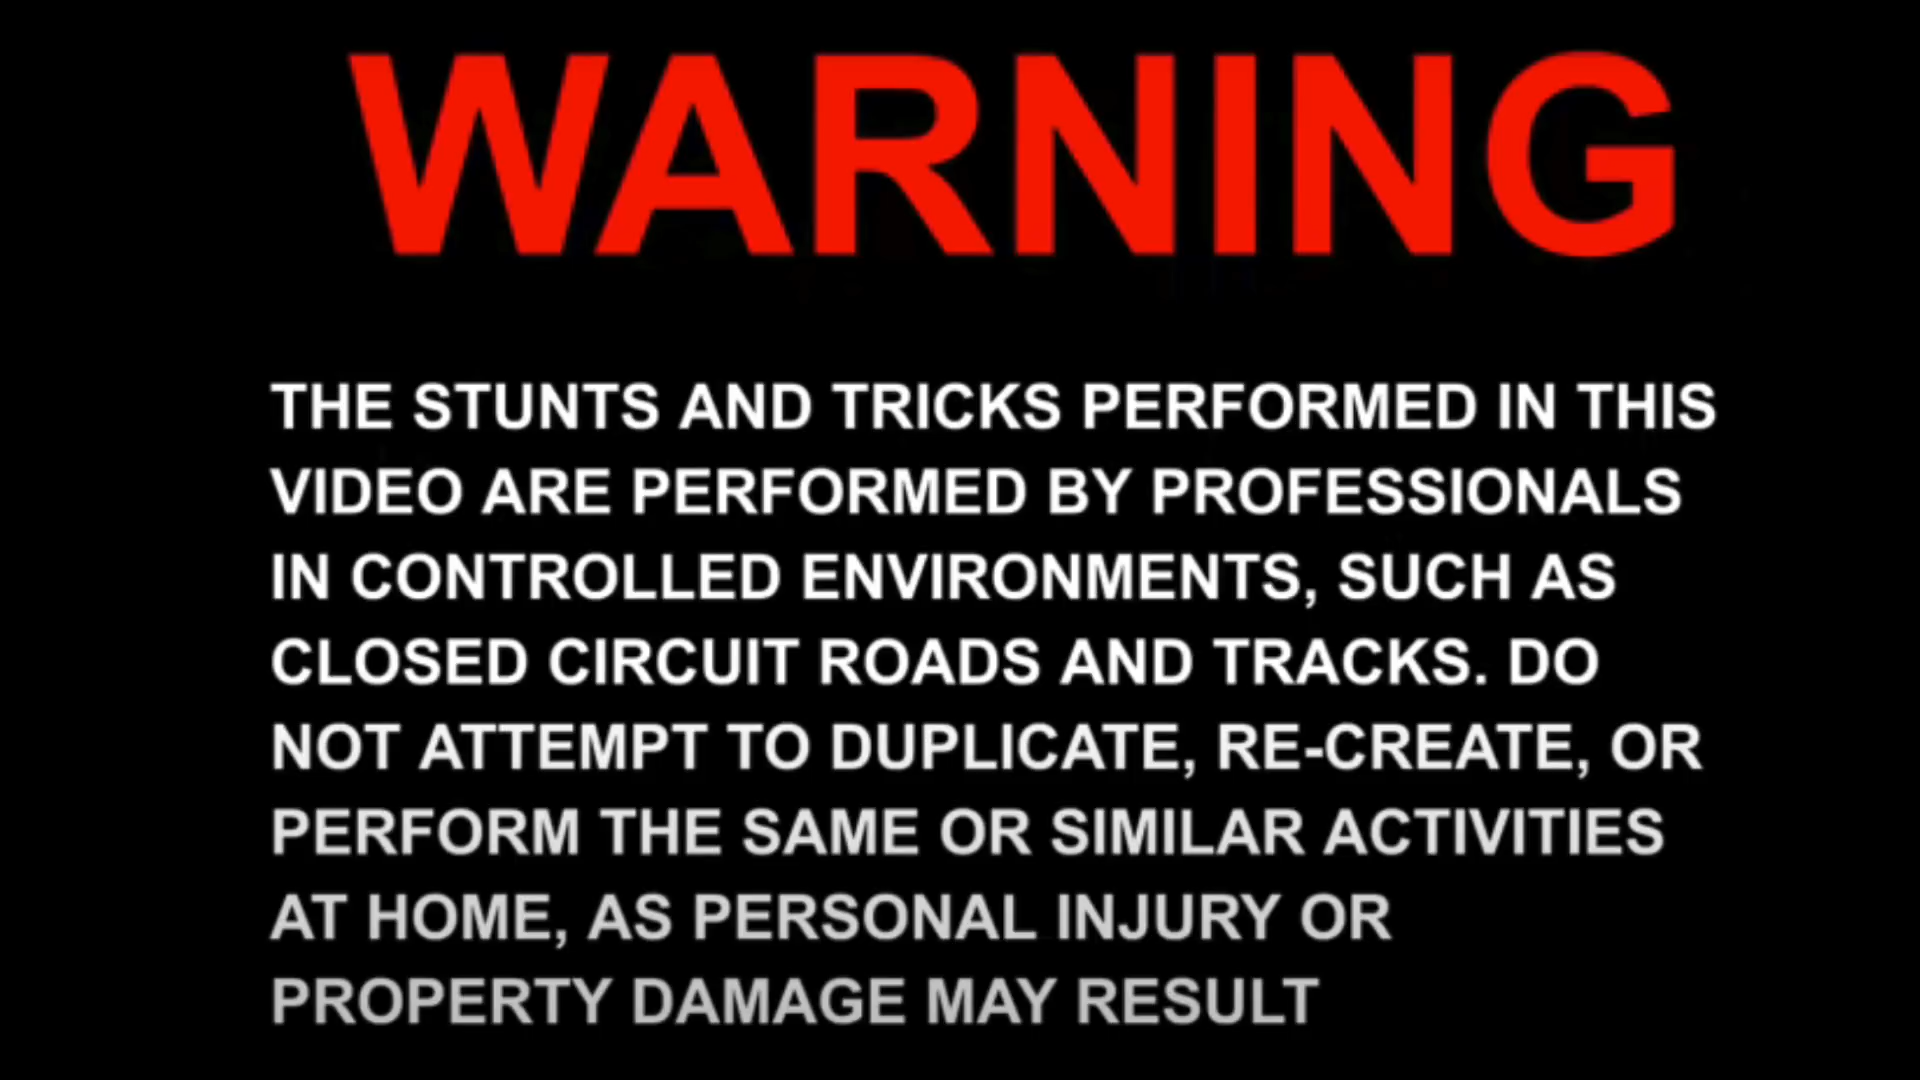 WARNING
THE STUNTS AND TRICKS PERFORMED IN THIS
VIDEO ARE PERFORMED BY PROFESSIONALS
IN CONTROLLED ENVIRONMENTS, SUCH AS
CLOSED CIRCUIT ROADS AND TRACKS. DO
NOT ATTEMPT TO DUPLICATE, RE-CREATE, OR
PERFORM THE SAME OR SIMILAR ACTIVITIES
AT HOME, AS PERSONAL INJURY OR
PROPERTY DAMAGE MAY RESULT